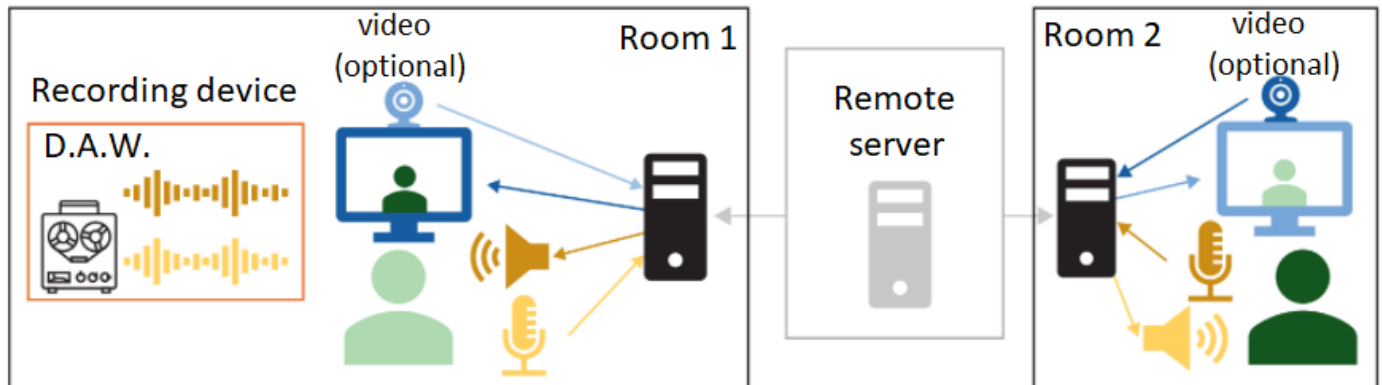 video
(optional)
Room 1
Recording device
D.A.W.
Remote
server
Room 2
video
(optional)